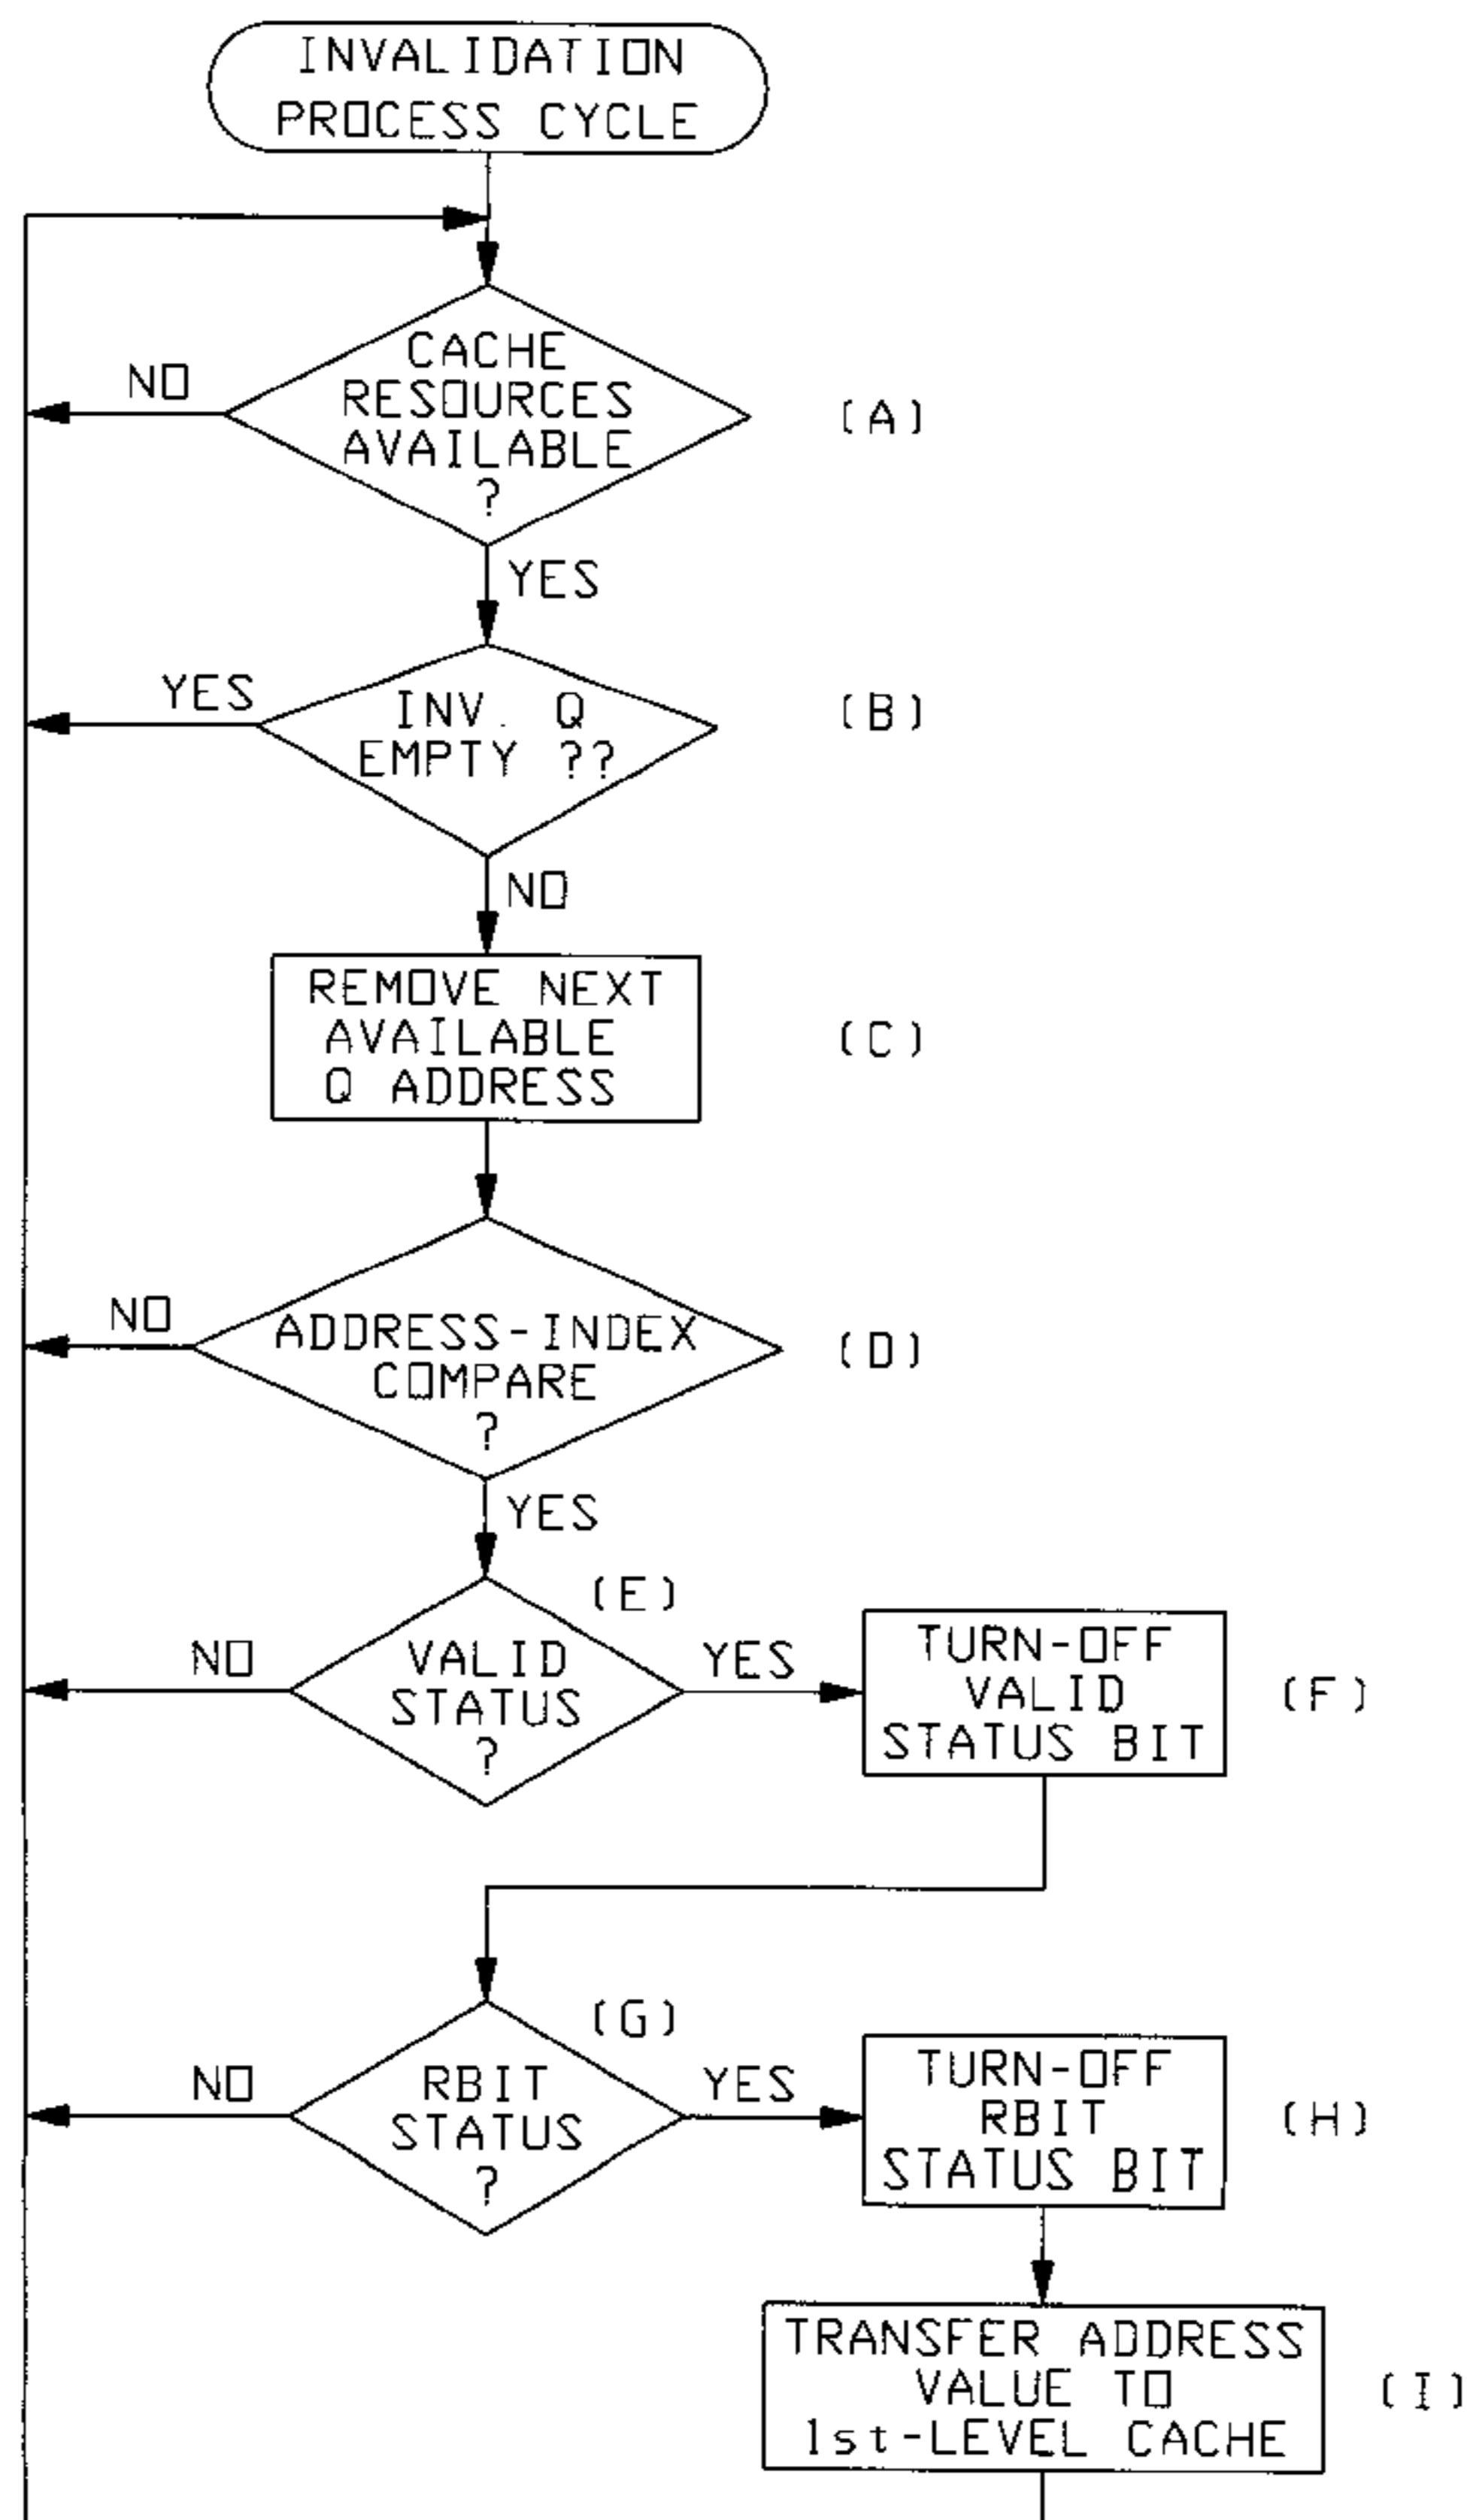 INVALIDATION
PROCESS CYCLE
CACHE
RESOURCES
AVAILABLE
?
NO
(A)
YES
INV. Q
EMPTY ??
YES
(B)
NO
REMOVE NEXT
AVAILABLE
Q ADDRESS
(C)
ADDRESS-INDEX
COMPARE
?
NO
(D)
YES
(E)
VALID
STATUS
?
NO
YES
TURN-OFF
VALID
STATUS BIT
(F)
(G)
RBIT
STATUS
?
NO
YES
TURN-OFF
RBIT
STATUS BIT
(H)
TRANSFER ADDRESS
VALUE TO
1st-LEVEL CACHE
(I)